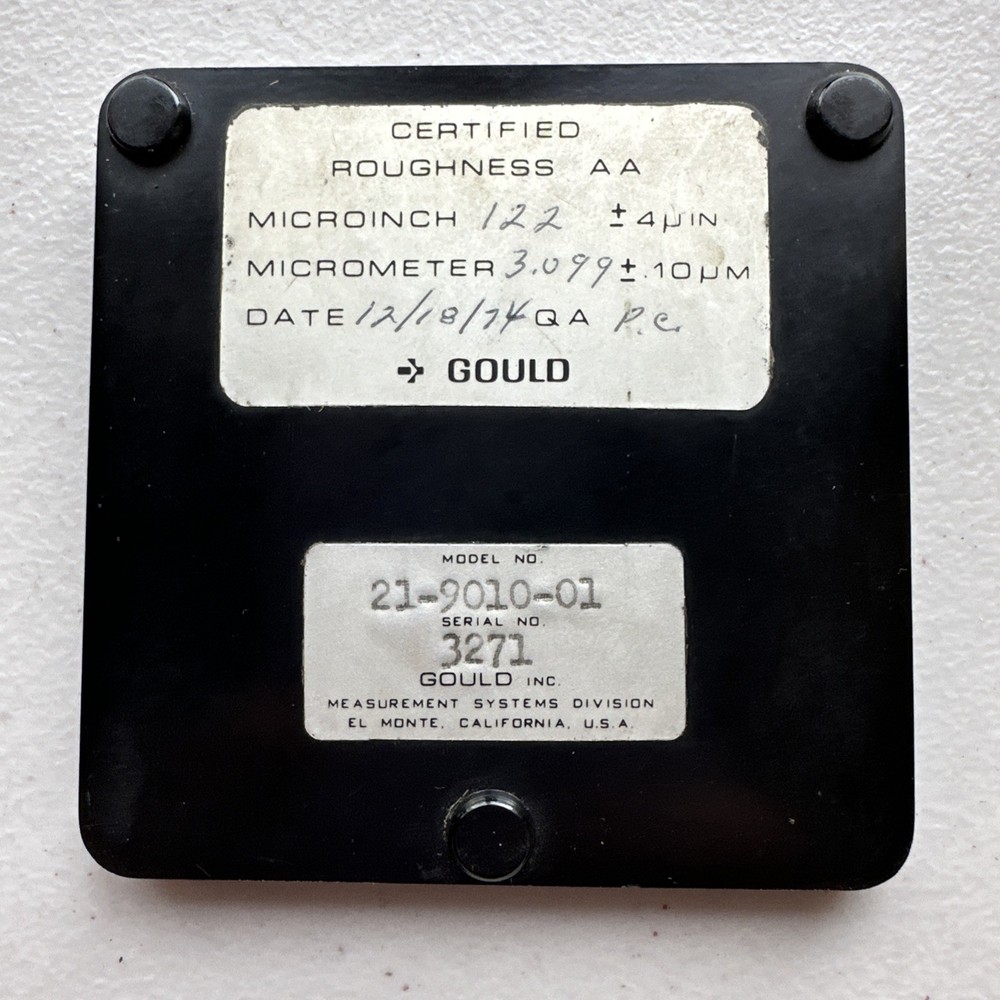 CERTIFIED
ROUGHNESS AA
MICROINCH 122 ± 4µIN
MICROMETER 3.099 ± .10µM
DATE 12/18/74 QA P.C.
GOULD
MODEL NO.
21-9010-01
SERIAL NO.
3271
GOULD INC.
MEASUREMENT SYSTEMS DIVISION
EL MONTE, CALIFORNIA, U.S.A.